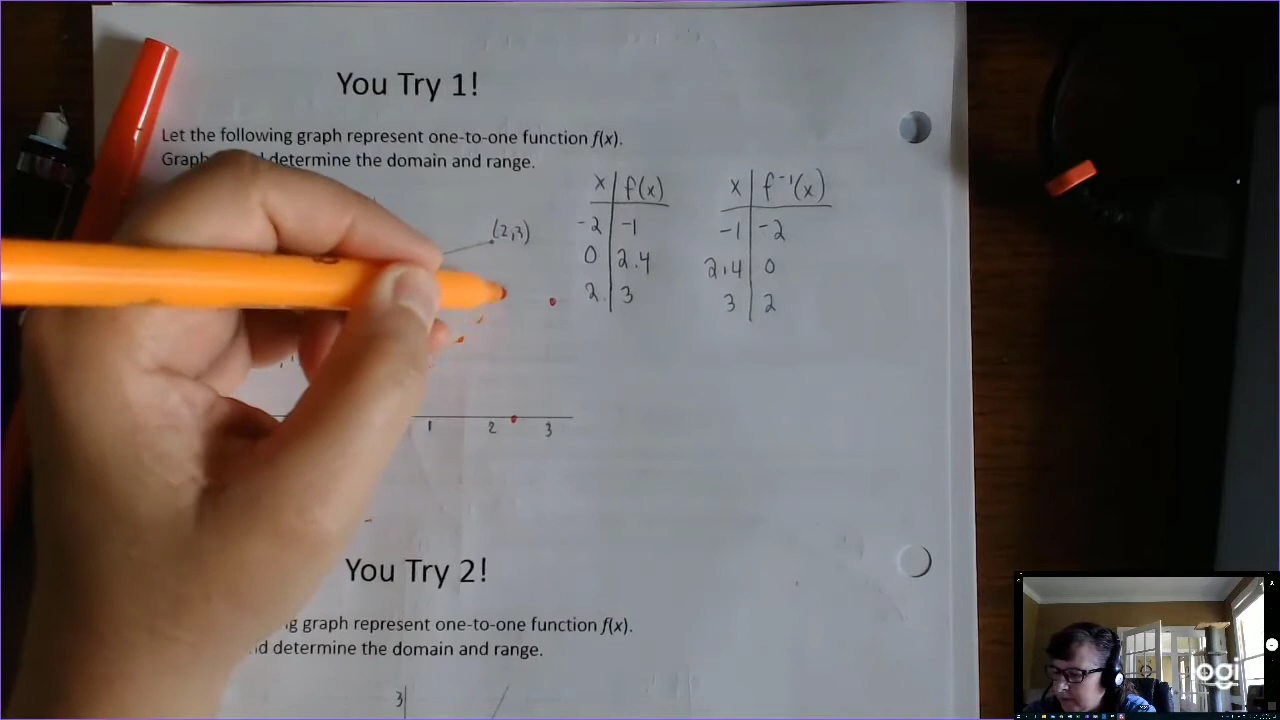 You Try 1!
Let the following graph represent one-to-one function f(x).
Graph determine the domain and range.
x f(x)
-2 -1
0 2.4
2 3
x f⁻¹(x)
-1 -2
2.4 0
3 2
(2,3)
1 2 3
You Try 2!
graph represent one-to-one function f(x).
determine the domain and range.
3
ogi